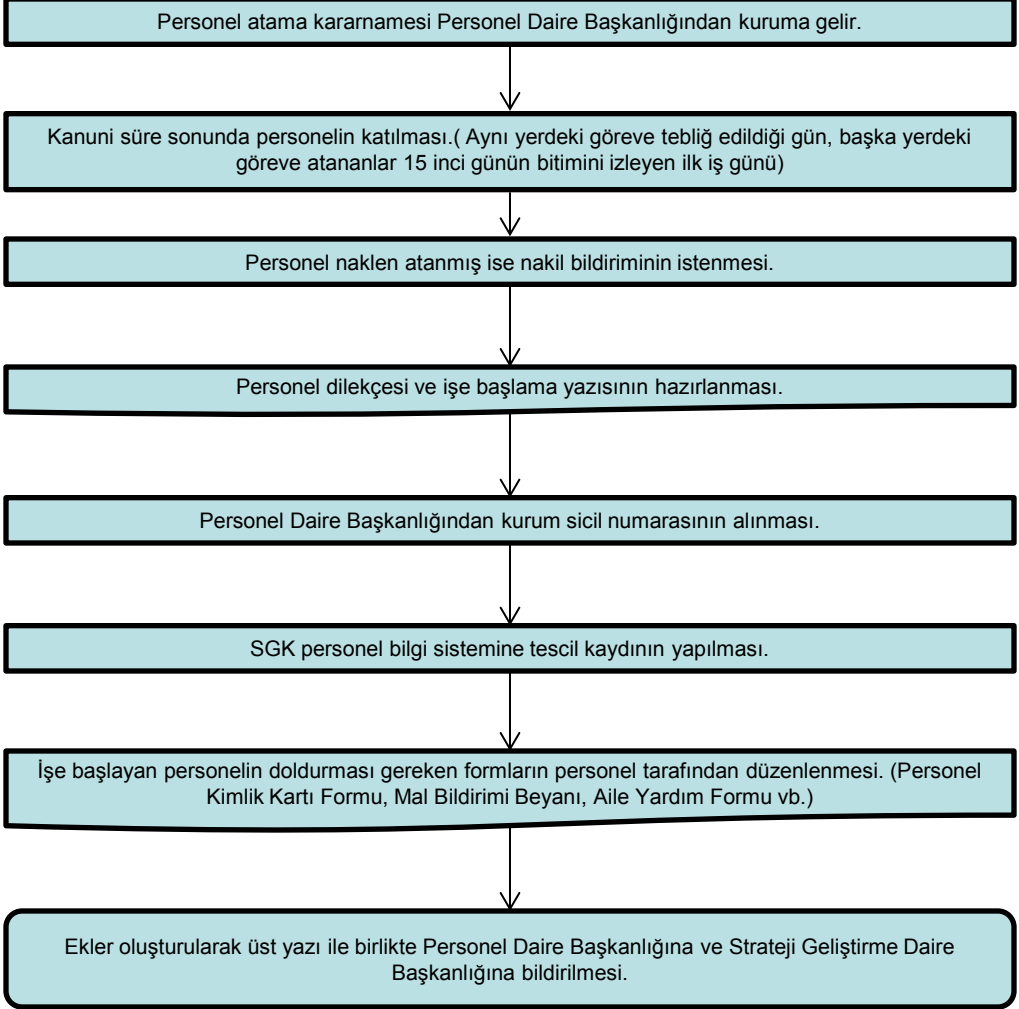 Personel atama kararnamesi Personel Daire Başkanlığından kuruma gelir.
Kanuni süre sonunda personelin katılması.( Aynı yerdeki göreve tebliğ edildiği gün, başka yerdeki
göreve atananlar 15 inci günün bitimini izleyen ilk iş günü)
Personel naklen atanmış ise nakil bildiriminin istenmesi.
Personel dilekçesi ve işe başlama yazısının hazırlanması.
Personel Daire Başkanlığından kurum sicil numarasının alınması.
SGK personel bilgi sistemine tescil kaydının yapılması.
İşe başlayan personelin doldurması gereken formların personel tarafından düzenlenmesi. (Personel
Kimlik Kartı Formu, Mal Bildirimi Beyanı, Aile Yardım Formu vb.)
Ekler oluşturularak üst yazı ile birlikte Personel Daire Başkanlığına ve Strateji Geliştirme Daire
Başkanlığına bildirilmesi.